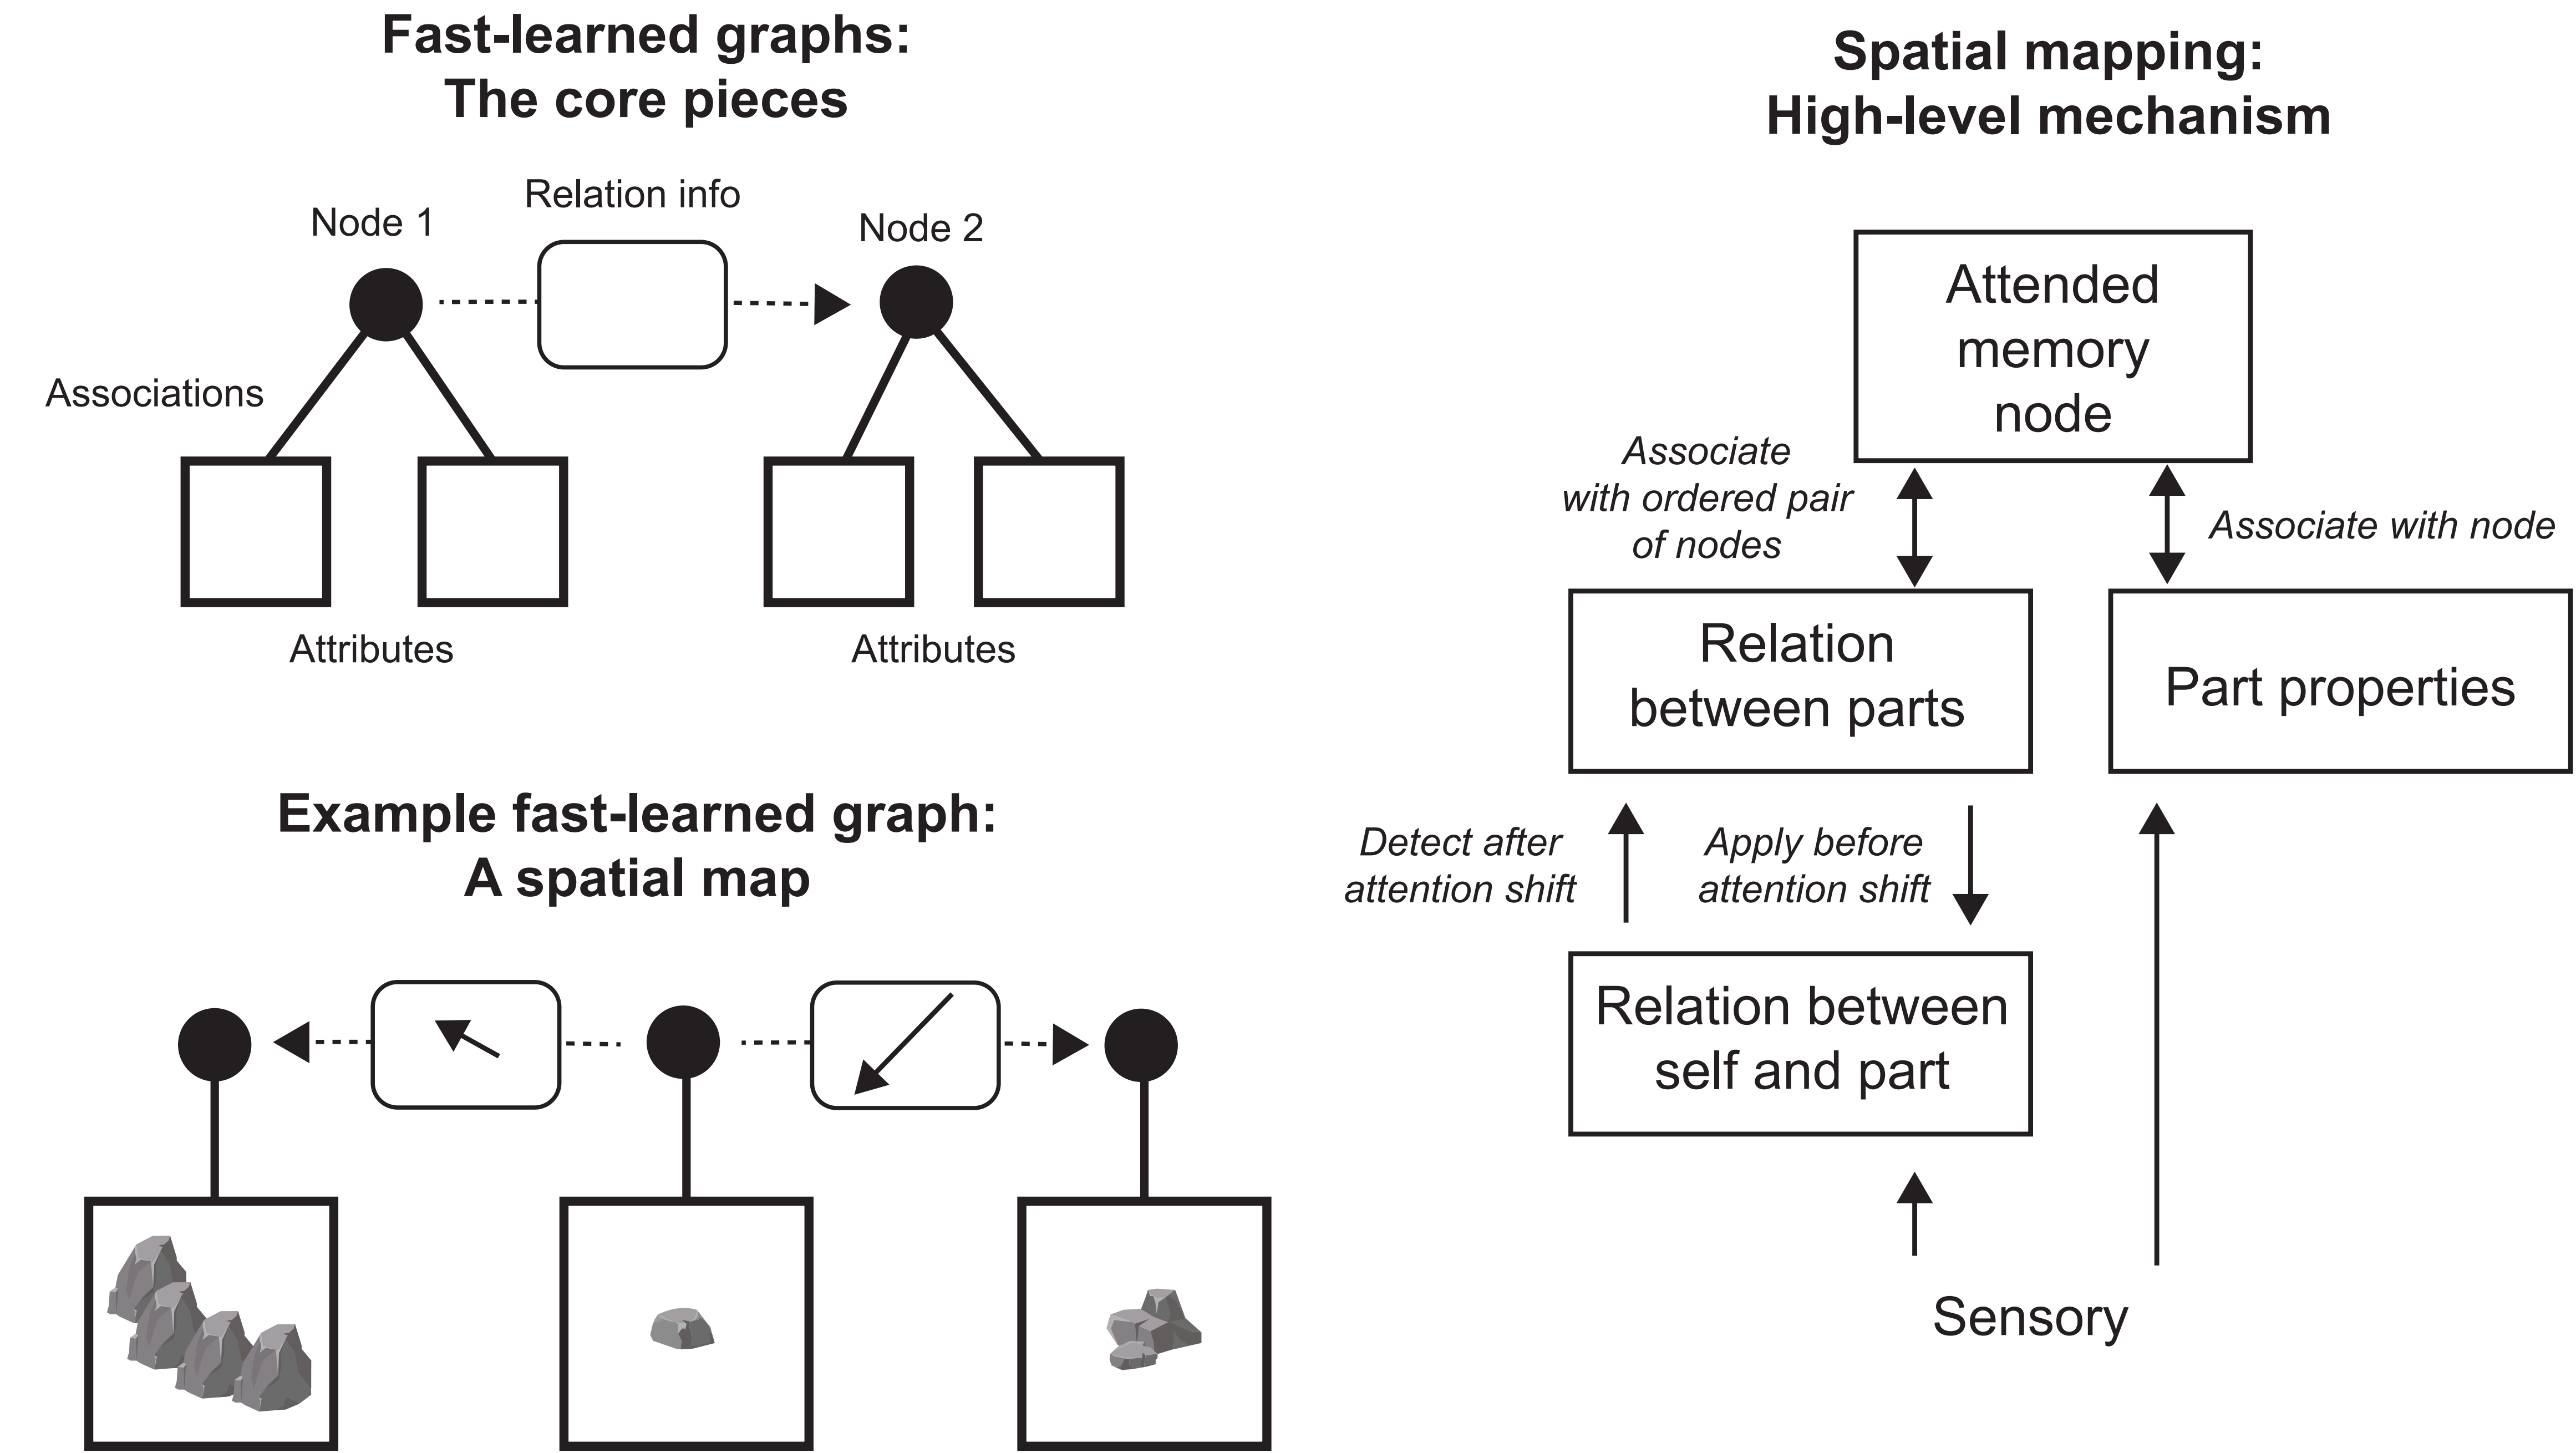 Fast-learned graphs:
The core pieces
Relation info
Node 1
Node 2
Associations
Attributes
Attributes
Example fast-learned graph:
A spatial map
Spatial mapping:
High-level mechanism
Attended
memory
node
Associate
with ordered pair
of nodes
Associate with node
Relation
between parts
Part properties
Detect after
attention shift
Apply before
attention shift
Relation between
self and part
Sensory